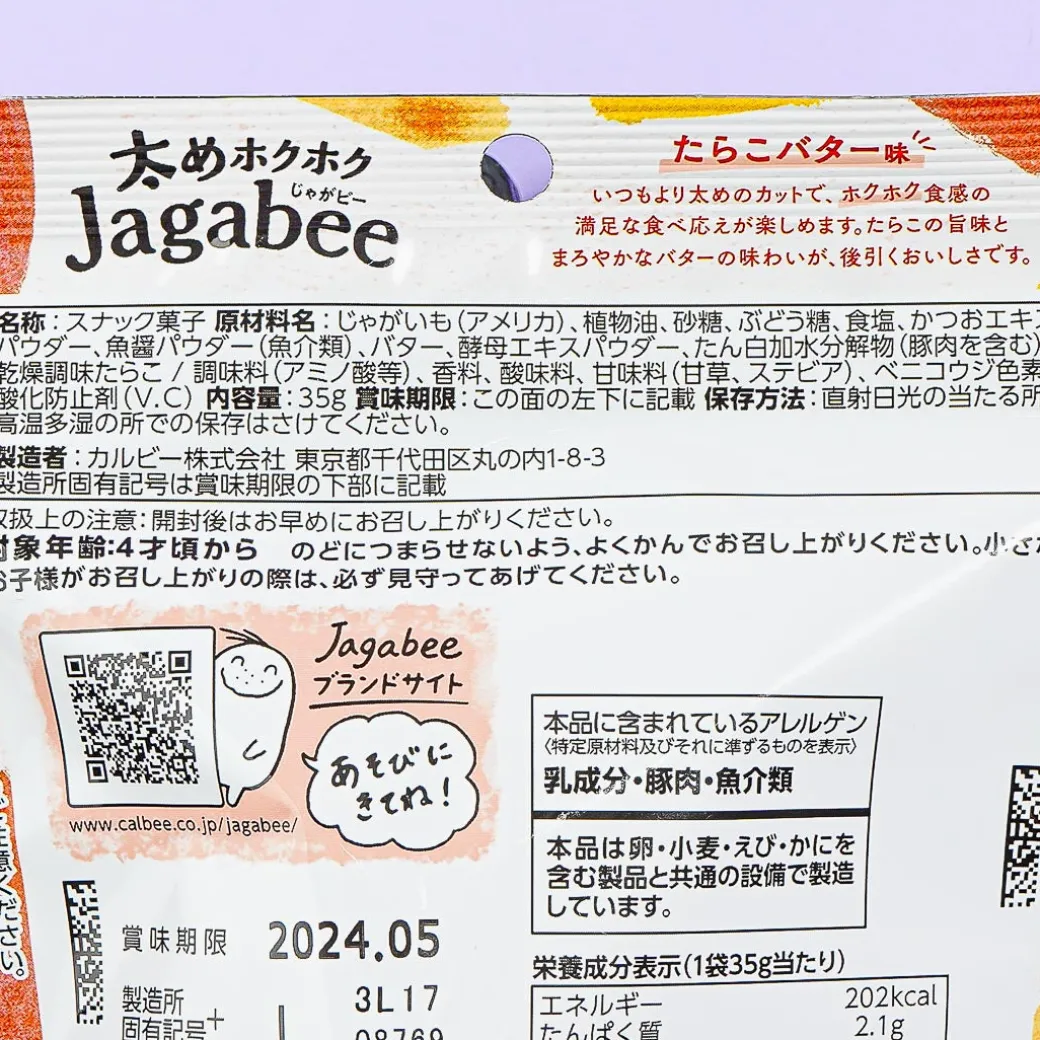 太めホクホク
じゃがビー
Jagabee
たらこバター味
いつもより太めのカットで、ホクホク食感の
満足な食べ応えが楽しめます。たらこの旨味と
まろやかなバターの味わいが、後引くおいしさです。
名称：スナック菓子 原材料名：じゃがいも（アメリカ）、植物油、砂糖、ぶどう糖、食塩、かつおエキス
パウダー、魚醤パウダー（魚介類）、バター、酵母エキスパウダー、たん白加水分解物（豚肉を含む）
乾燥調味たらこ / 調味料（アミノ酸等）、香料、酸味料、甘味料（甘草、ステビア）、ベニコウジ色素
酸化防止剤（V.C） 内容量：35g 賞味期限：この面の左下に記載 保存方法：直射日光の当たる所
高温多湿の所での保存はさけてください。
製造者：カルビー株式会社 東京都千代田区丸の内1-8-3
製造所固有記号は賞味期限の下部に記載
取扱上の注意：開封後はお早めにお召し上がりください。
対象年齢：4才頃から のどにつまらせないよう、よくかんでお召し上がりください。小さ
お子様がお召し上がりの際は、必ず見守ってあげてください。
Jagabee
ブランドサイト
あそびに
きてね！
www.calbee.co.jp/jagabee/
本品に含まれているアレルゲン
〈特定原材料及びそれに準ずるものを表示〉
乳成分・豚肉・魚介類
本品は卵・小麦・えび・かにを
含む製品と共通の設備で製造
しています。
ご注意ください。
賞味期限 2024.05
製造所
固有記号+
3L17
08769
栄養成分表示（1袋35g当たり）
エネルギー 202kcal
たんぱく質 2.1g